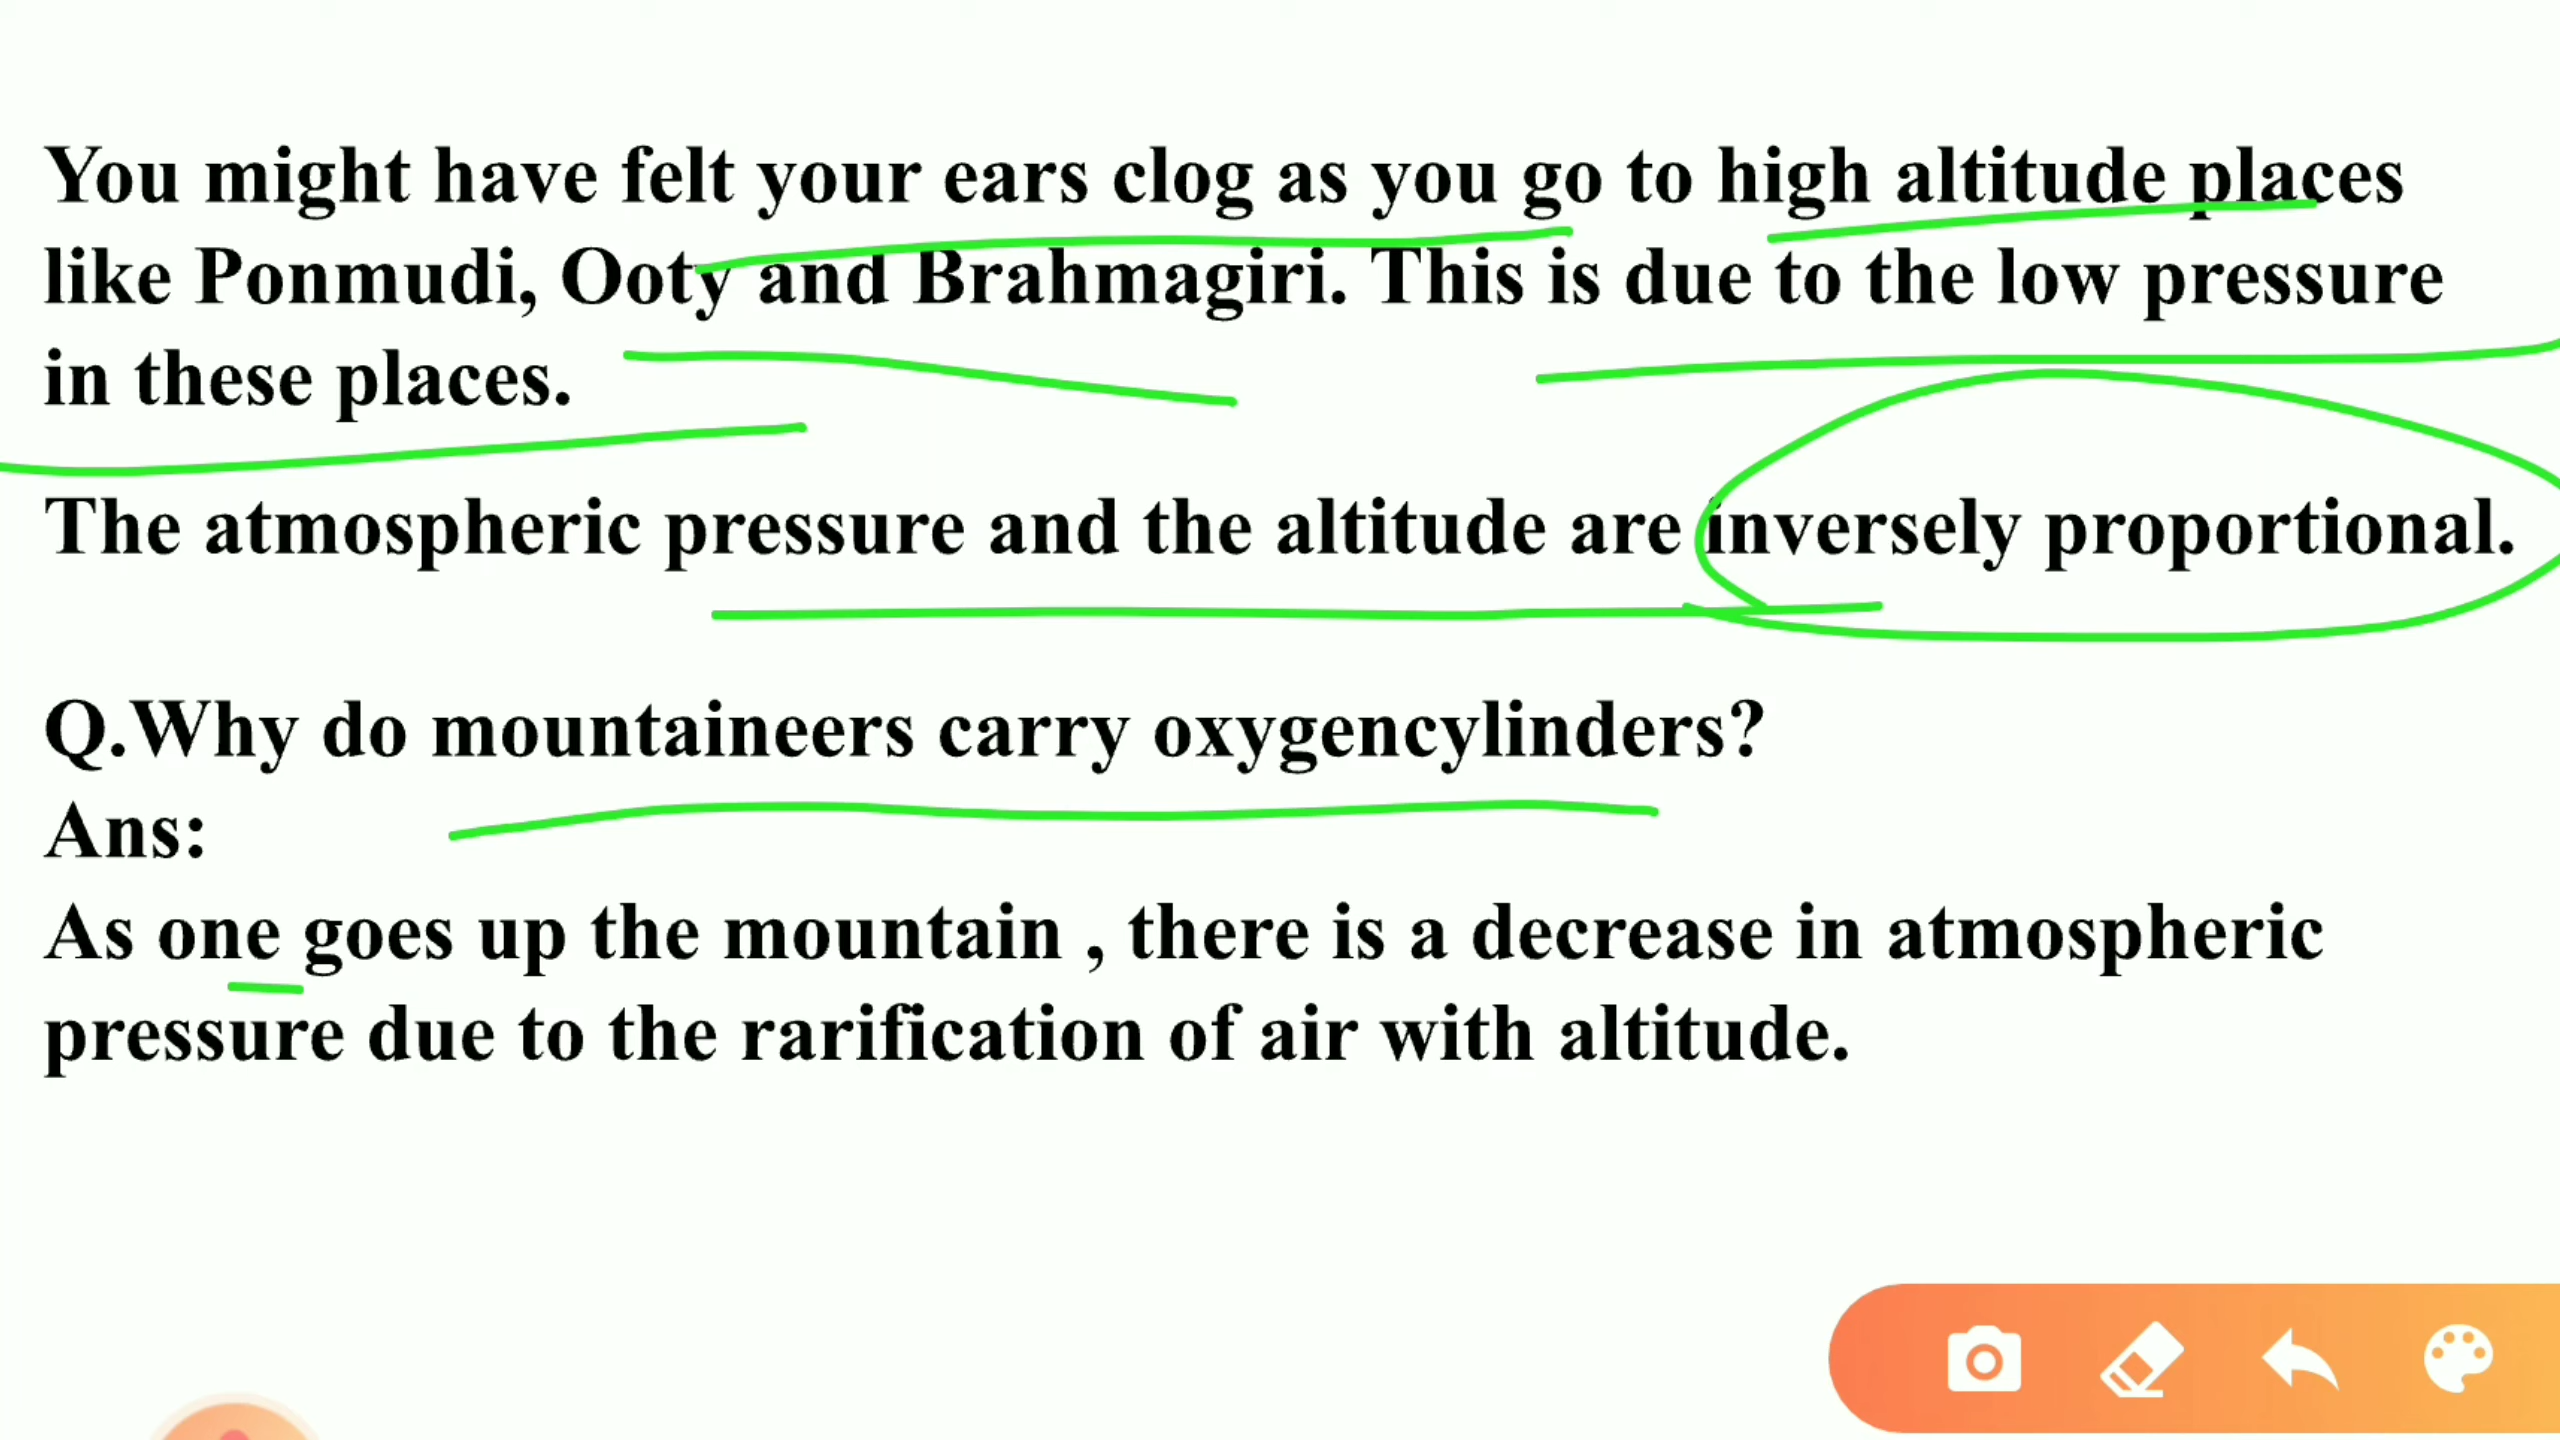 You might have felt your ears clog as you go to high altitude places
like Ponmudi, Ooty and Brahmagiri. This is due to the low pressure
in these places.
The atmospheric pressure and the altitude are inversely proportional.
Q.Why do mountaineers carry oxygencylinders?
Ans:
As one goes up the mountain , there is a decrease in atmospheric
pressure due to the rarification of air with altitude.